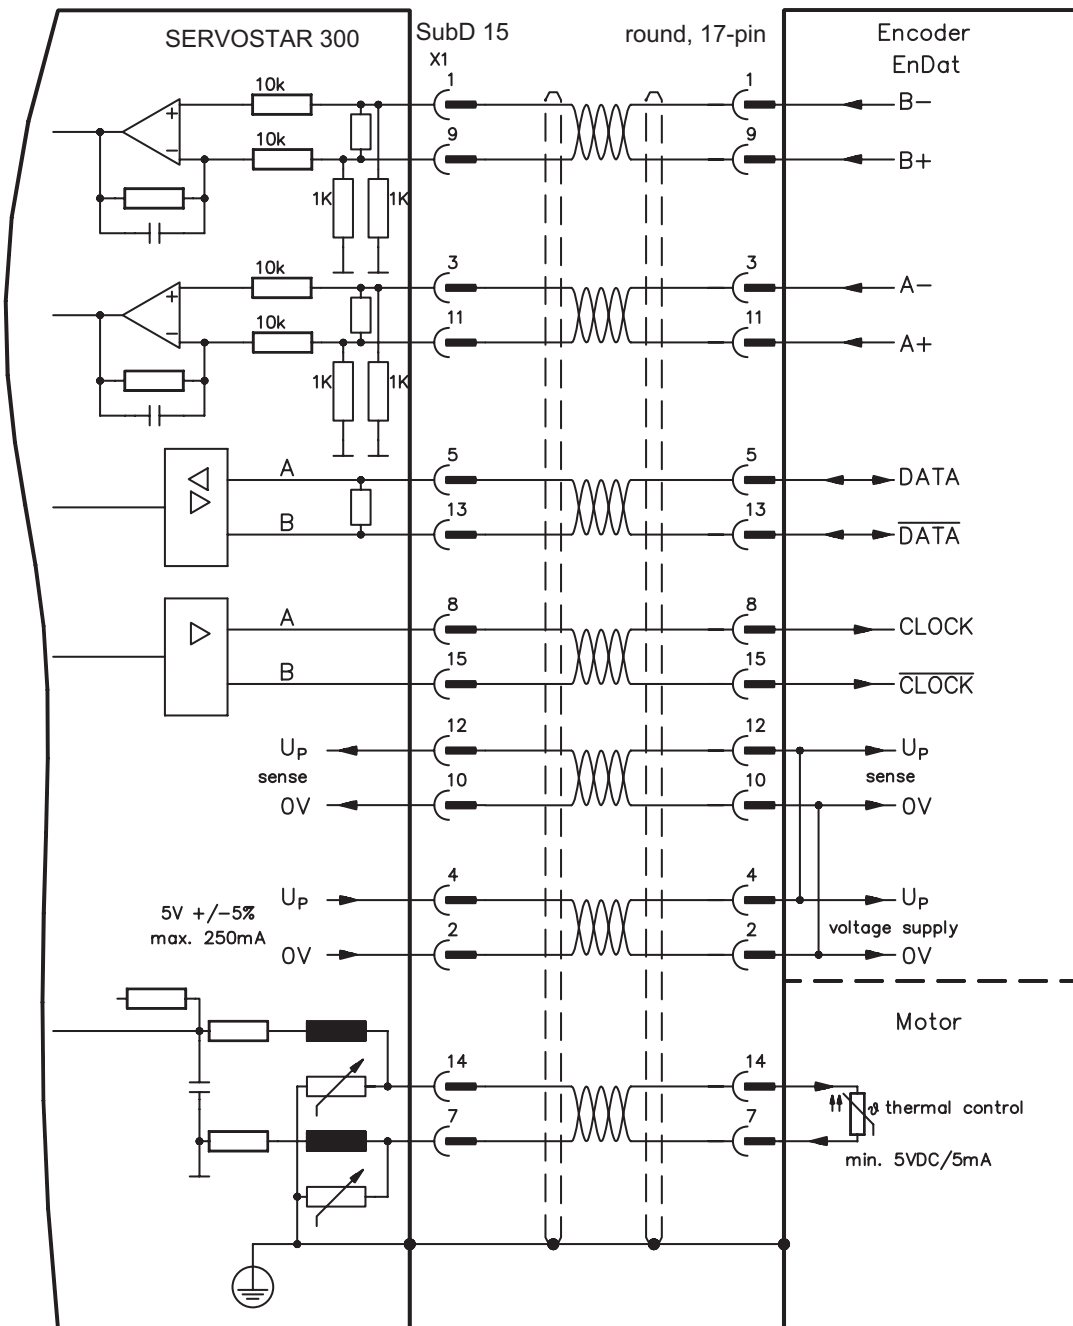 SERVOSTAR 300
SubD 15
round, 17-pin
Encoder
EnDat
X1
10k
1
1
B-
10k
9
9
B+
1K
1K
10k
3
3
A-
10k
11
11
A+
1K
1K
A
5
5
DATA
B
13
13
DATA
A
8
8
CLOCK
B
15
15
CLOCK
UP
12
12
UP
sense
sense
0V
10
10
0V
UP
4
4
UP
5V +/-5%
max. 250mA
voltage supply
0V
2
2
0V
Motor
14
14
ϑ thermal control
7
7
min. 5VDC/5mA